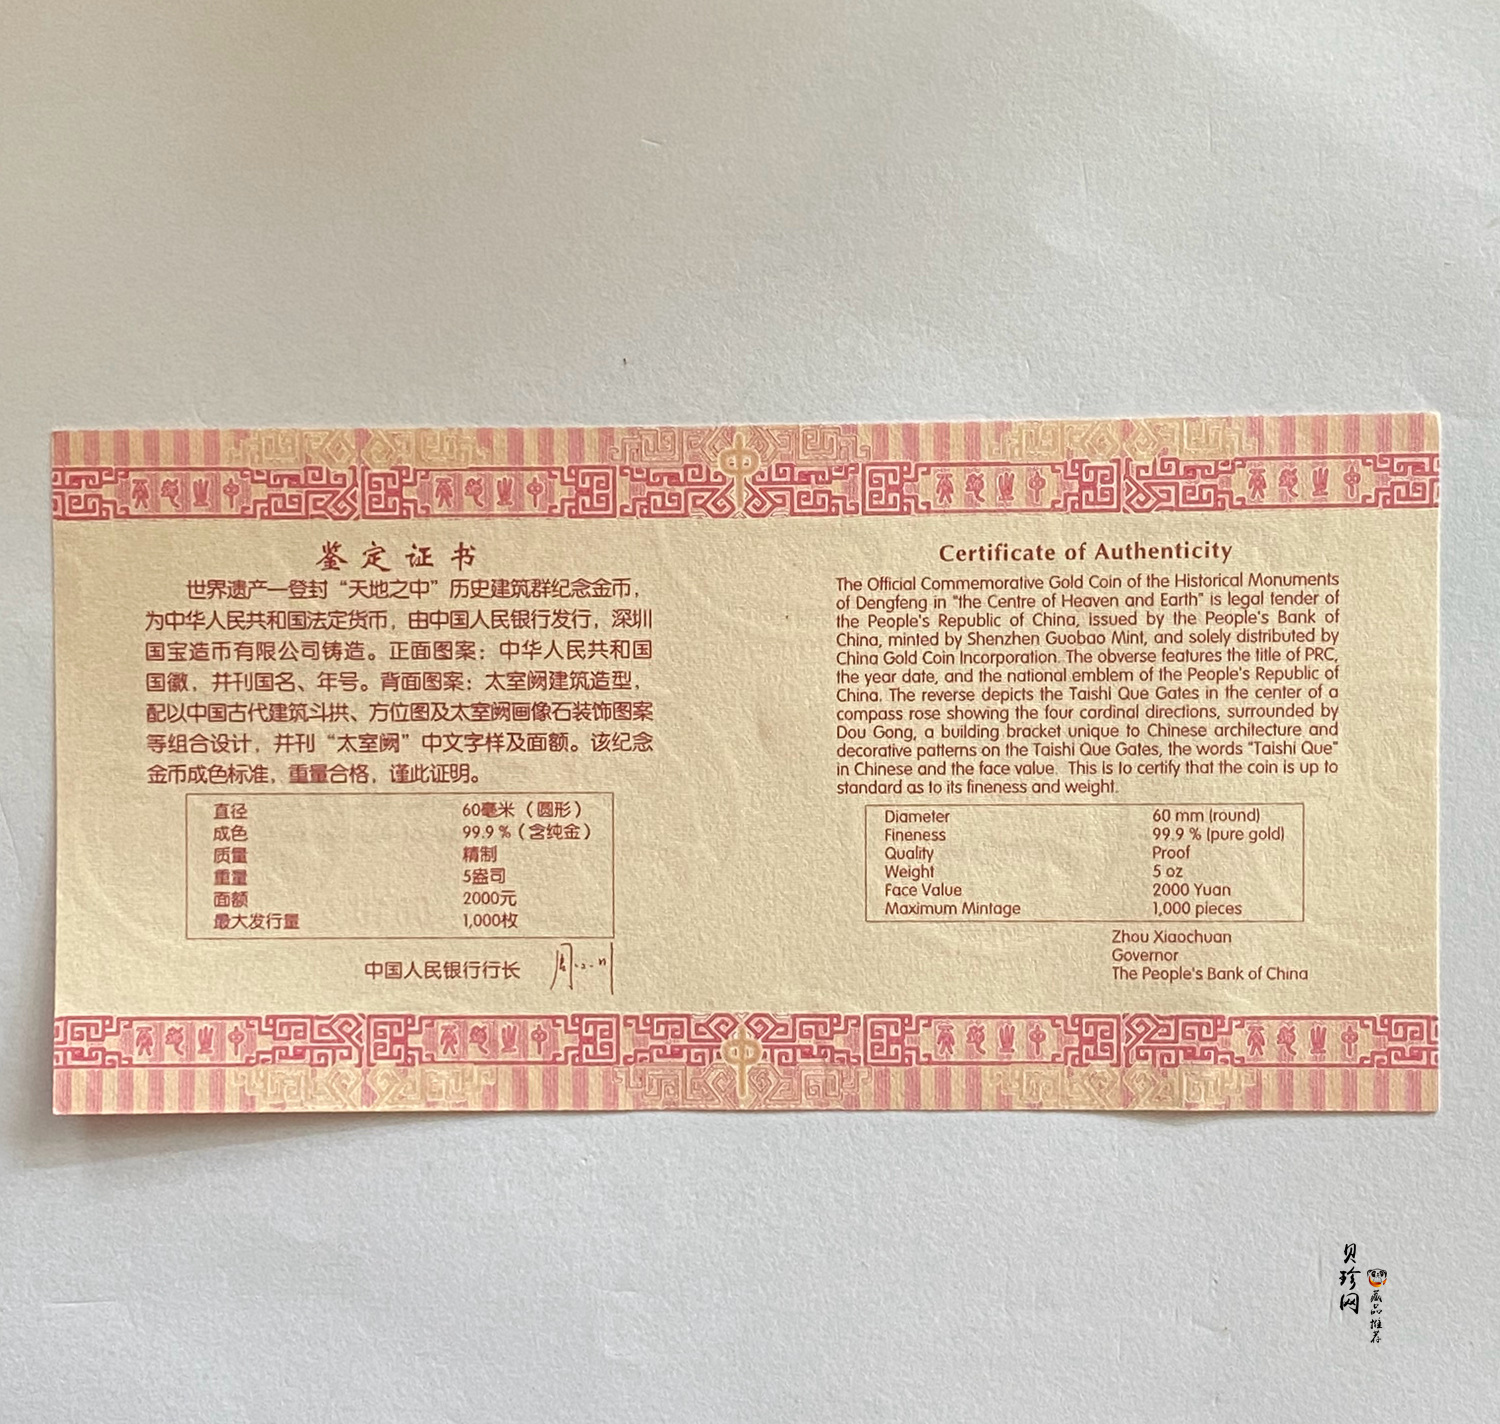 鉴定证书
世界遗产—登封“天地之中”历史建筑群纪念金币，
为中华人民共和国法定货币，由中国人民银行发行，深圳
国宝造币有限公司铸造。正面图案：中华人民共和国
国徽，并刊国名、年号。背面图案：太室阙建筑造型，
配以中国古代建筑斗拱、方位图及太室阙画像石装饰图案
等组合设计，并刊“太室阙”中文字样及面额。该纪念
金币成色标准，重量合格，谨此证明。
直径 60毫米（圆形）
成色 99.9％（含纯金）
质量 精制
重量 5盎司
面额 2000元
最大发行量 1,000枚
中国人民银行行长
Certificate of Authenticity
The Official Commemorative Gold Coin of the Historical Monuments
of Dengfeng in "the Centre of Heaven and Earth" is legal tender of
the People's Republic of China, issued by the People's Bank of
China, minted by Shenzhen Guobao Mint, and solely distributed by
China Gold Coin Incorporation. The obverse features the title of PRC,
the year date, and the national emblem of the People's Republic of
China. The reverse depicts the Taishi Que Gates in the center of a
compass rose showing the four cardinal directions, surrounded by
Dou Gong, a building bracket unique to Chinese architecture and
decorative patterns on the Taishi Que Gates, the words "Taishi Que"
in Chinese and the face value. This is to certify that the coin is up to
standard as to its fineness and weight.
Diameter 60 mm (round)
Fineness 99.9 % (pure gold)
Quality Proof
Weight 5 oz
Face Value 2000 Yuan
Maximum Mintage 1,000 pieces
Zhou Xiaochuan
Governor
The People's Bank of China
贝珍网
藏品推荐